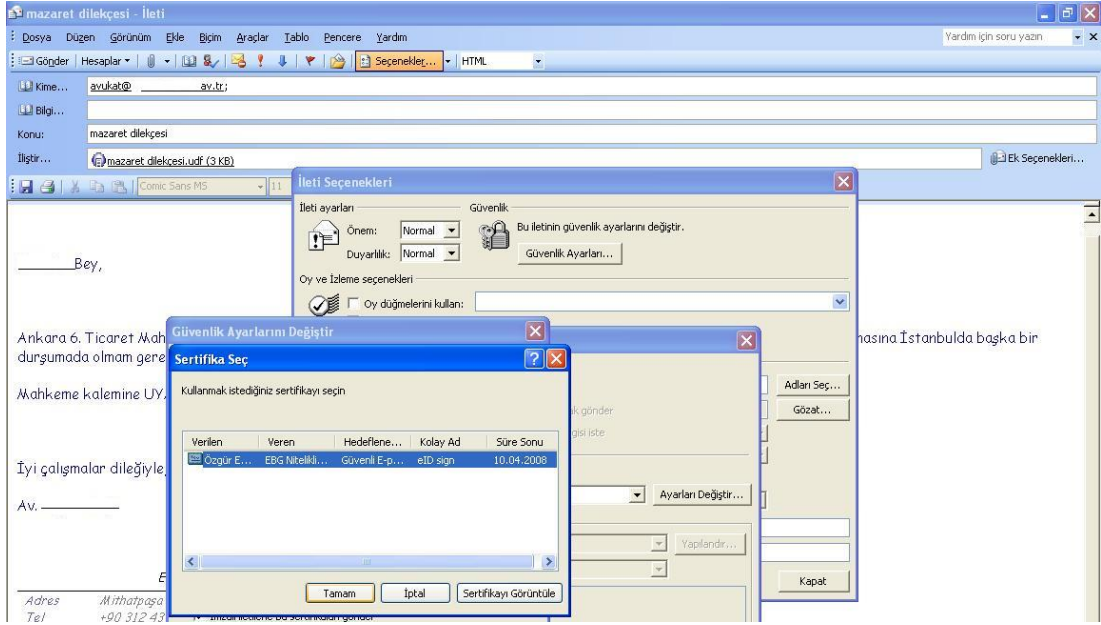 mazaret dilekçesi - İleti
Dosya Düzen Görünüm Ekle Biçim Araçlar Tablo Pencere Yardım
Yardım için soru yazın
Gönder Hesaplar Seçenekler... HTML
Kime... avukat@ ________ av.tr;
Bilgi...
Konu: mazaret dilekçesi
İliştir... mazaret dilekçesi.udf (3 KB) Ek Seçenekleri...
Comic Sans MS 11
İleti Seçenekleri
İleti ayarları Güvenlik
Önem: Normal Bu iletinin güvenlik ayarlarını değiştir.
Duyarlılık: Normal Güvenlik Ayarları...
______Bey,
Oy ve İzleme seçenekleri
Oy düğmelerini kullan:
Güvenlik Ayarlarını Değiştir
Ankara 6. Ticaret Mah İstanbulda başka bir
durşumada olmam gere
Sertifika Seç
Kullanmak istediğiniz sertifikayı seçin
Adları Seç...
Mahkeme kalemine
gönder
Gözat...
iste
Verilen Veren Hedeflene... Kolay Ad Süre Sonu
Özgür E... EBG Nitelikli... Güvenli E-p... eID sign 10.04.2008
İyi çalışmalar dileğiyle,
Ayarları Değiştir...
Av. ________
Yapılandır...
Kapat
Tamam İptal Sertifikayı Görüntüle
Adres Mithatpaşa
Tel +90 312 43